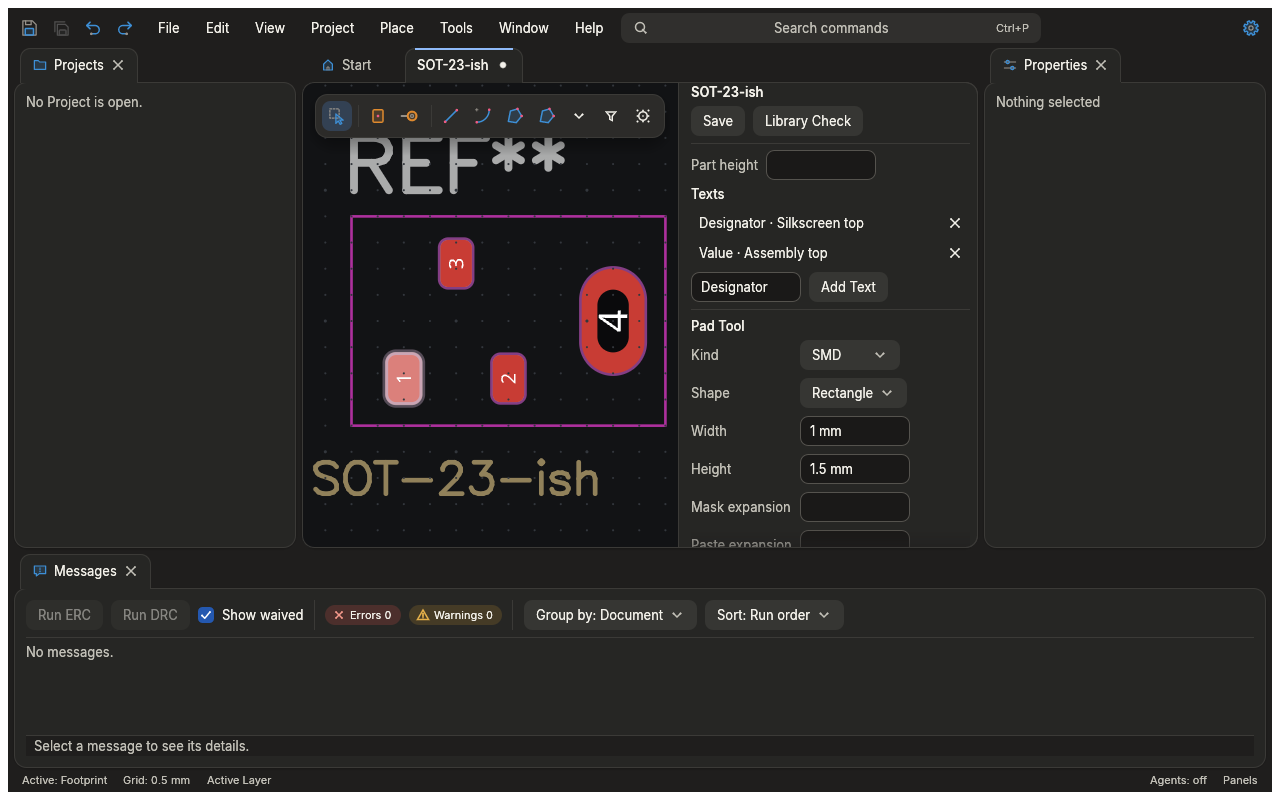 File Edit View Project Place Tools Window Help Search commands Ctrl+P
Projects
Start
SOT-23-ish
Properties
No Project is open.
REF**
3
4
1
2
SOT-23-ish
SOT-23-ish
Save Library Check
Part height
Texts
Designator · Silkscreen top
Value · Assembly top
Designator Add Text
Pad Tool
Kind SMD
Shape Rectangle
Width 1 mm
Height 1.5 mm
Mask expansion
Paste expansion
Nothing selected
Messages
Run ERC Run DRC Show waived Errors 0 Warnings 0 Group by: Document Sort: Run order
No messages.
Select a message to see its details.
Active: Footprint Grid: 0.5 mm Active Layer Agents: off Panels